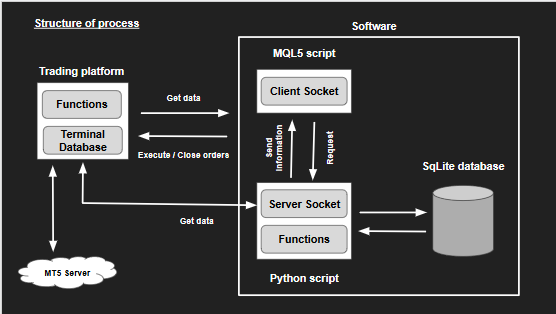 Structure of process
Software
MQL5 script
Trading platform
Client Socket
Functions
Get data
Terminal
Database
Execute / Close orders
Send
Information
Request
SqLite database
Server Socket
Get data
Functions
MT5 Server
Python script